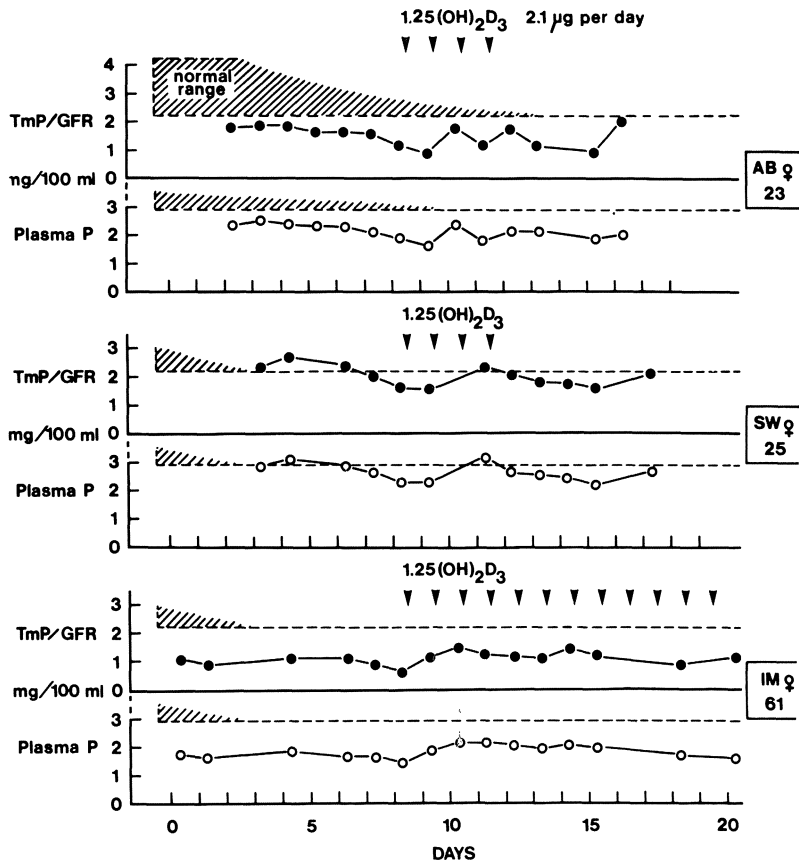 1.25(OH)2D3 2.1 µg per day
4
normal
range
3
TmP/GFR
2
1
mg/100 ml
0
3
Plasma P
2
1
0
AB ♀
23
1.25(OH)2D3
3
TmP/GFR
2
1
mg/100 ml
0
3
Plasma P
2
1
0
SW ♀
25
1.25(OH)2D3
3
TmP/GFR
2
1
mg/100 ml
0
3
Plasma P
2
1
0
IM ♀
61
0 5 10 15 20
DAYS